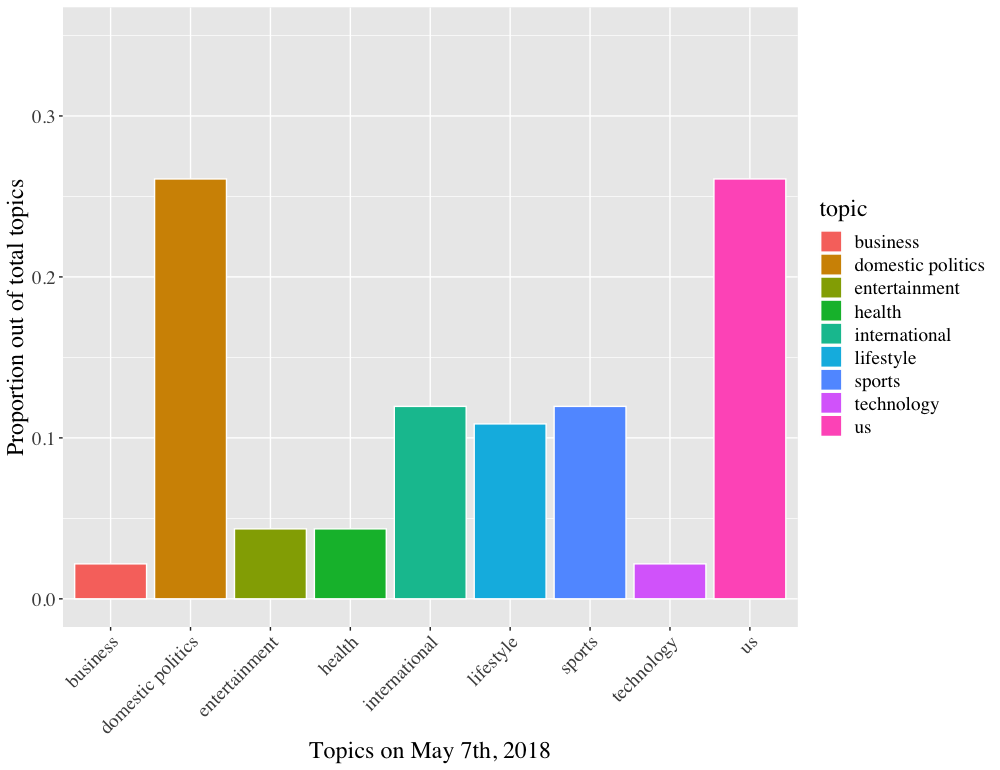 Proportion out of total topics
0.3
0.2
0.1
0.0
business
domestic politics
entertainment
health
international
lifestyle
sports
technology
us
Topics on May 7th, 2018
topic
business
domestic politics
entertainment
health
international
lifestyle
sports
technology
us